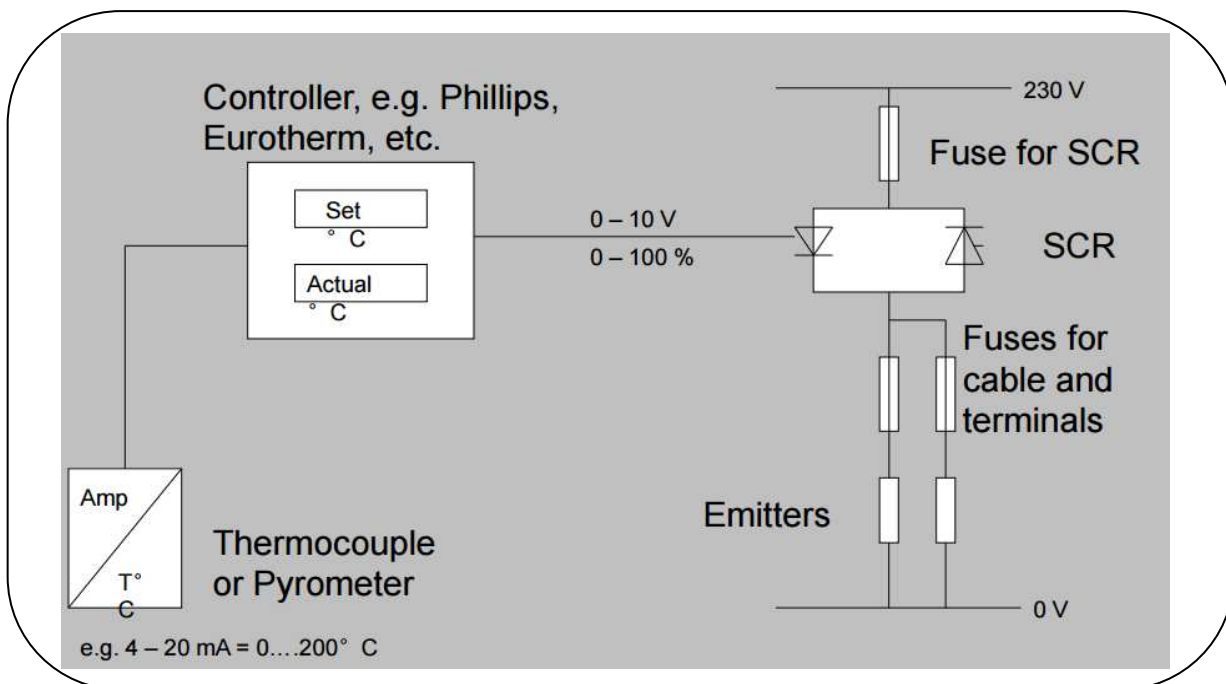 Controller, e.g. Phillips,
Eurotherm, etc.
Set
° C
Actual
° C
0 – 10 V
0 – 100 %
230 V
Fuse for SCR
SCR
Fuses for
cable and
terminals
Emitters
0 V
Amp
T°
C
Thermocouple
or Pyrometer
e.g. 4 – 20 mA = 0….200° C